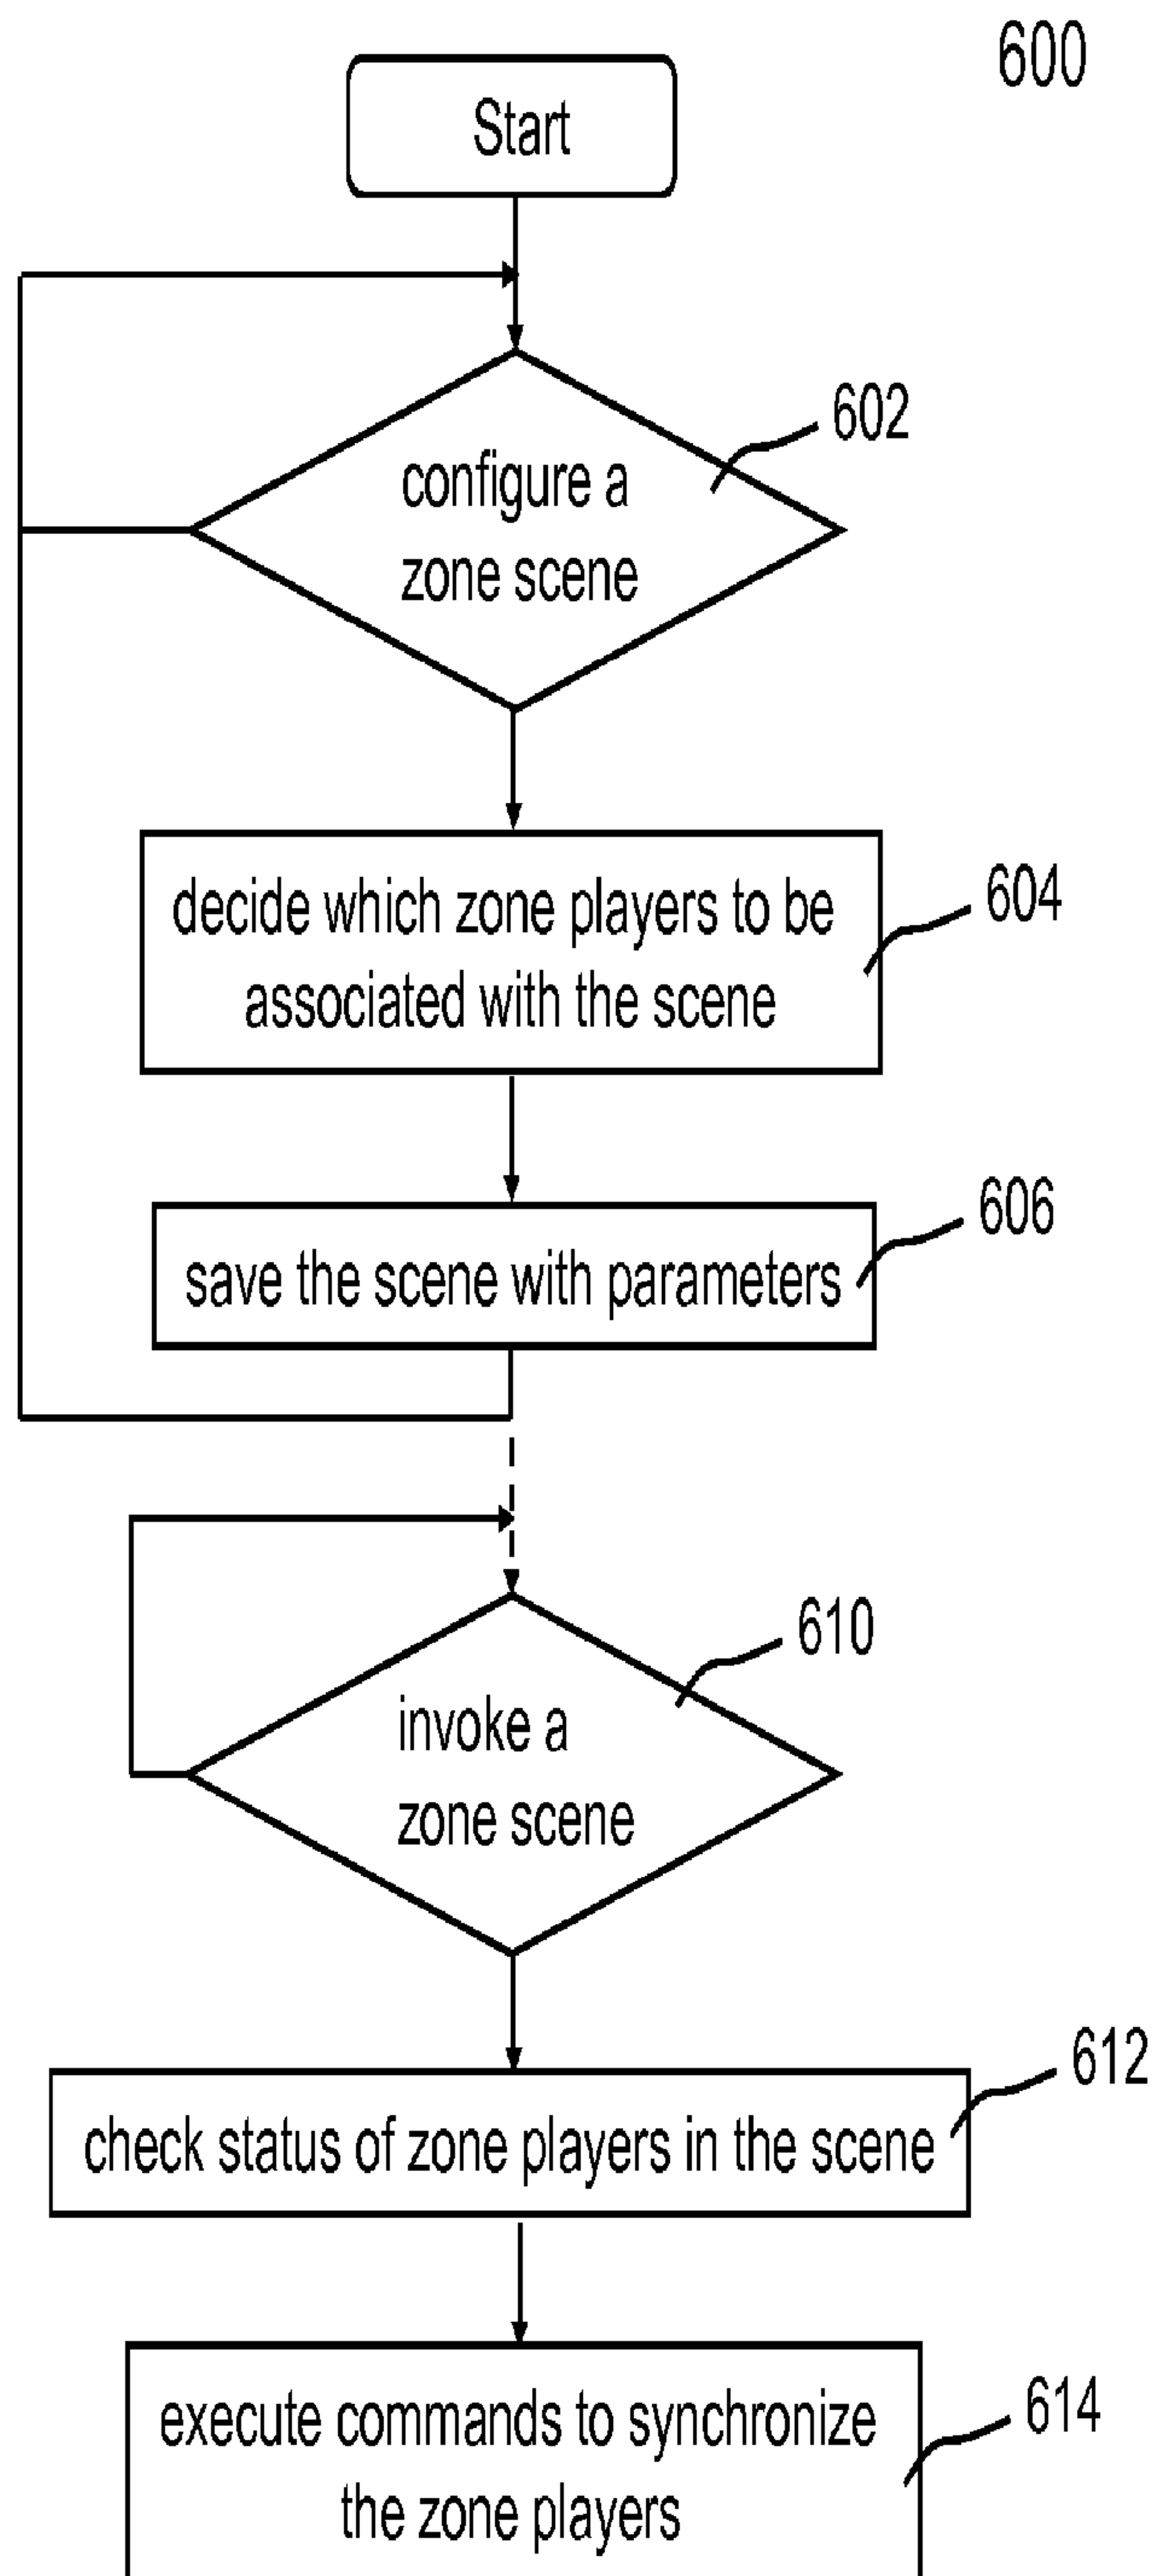 600
Start
602
configure a
zone scene
604
decide which zone players to be
associated with the scene
606
save the scene with parameters
610
invoke a
zone scene
612
check status of zone players in the scene
614
execute commands to synchronize
the zone players